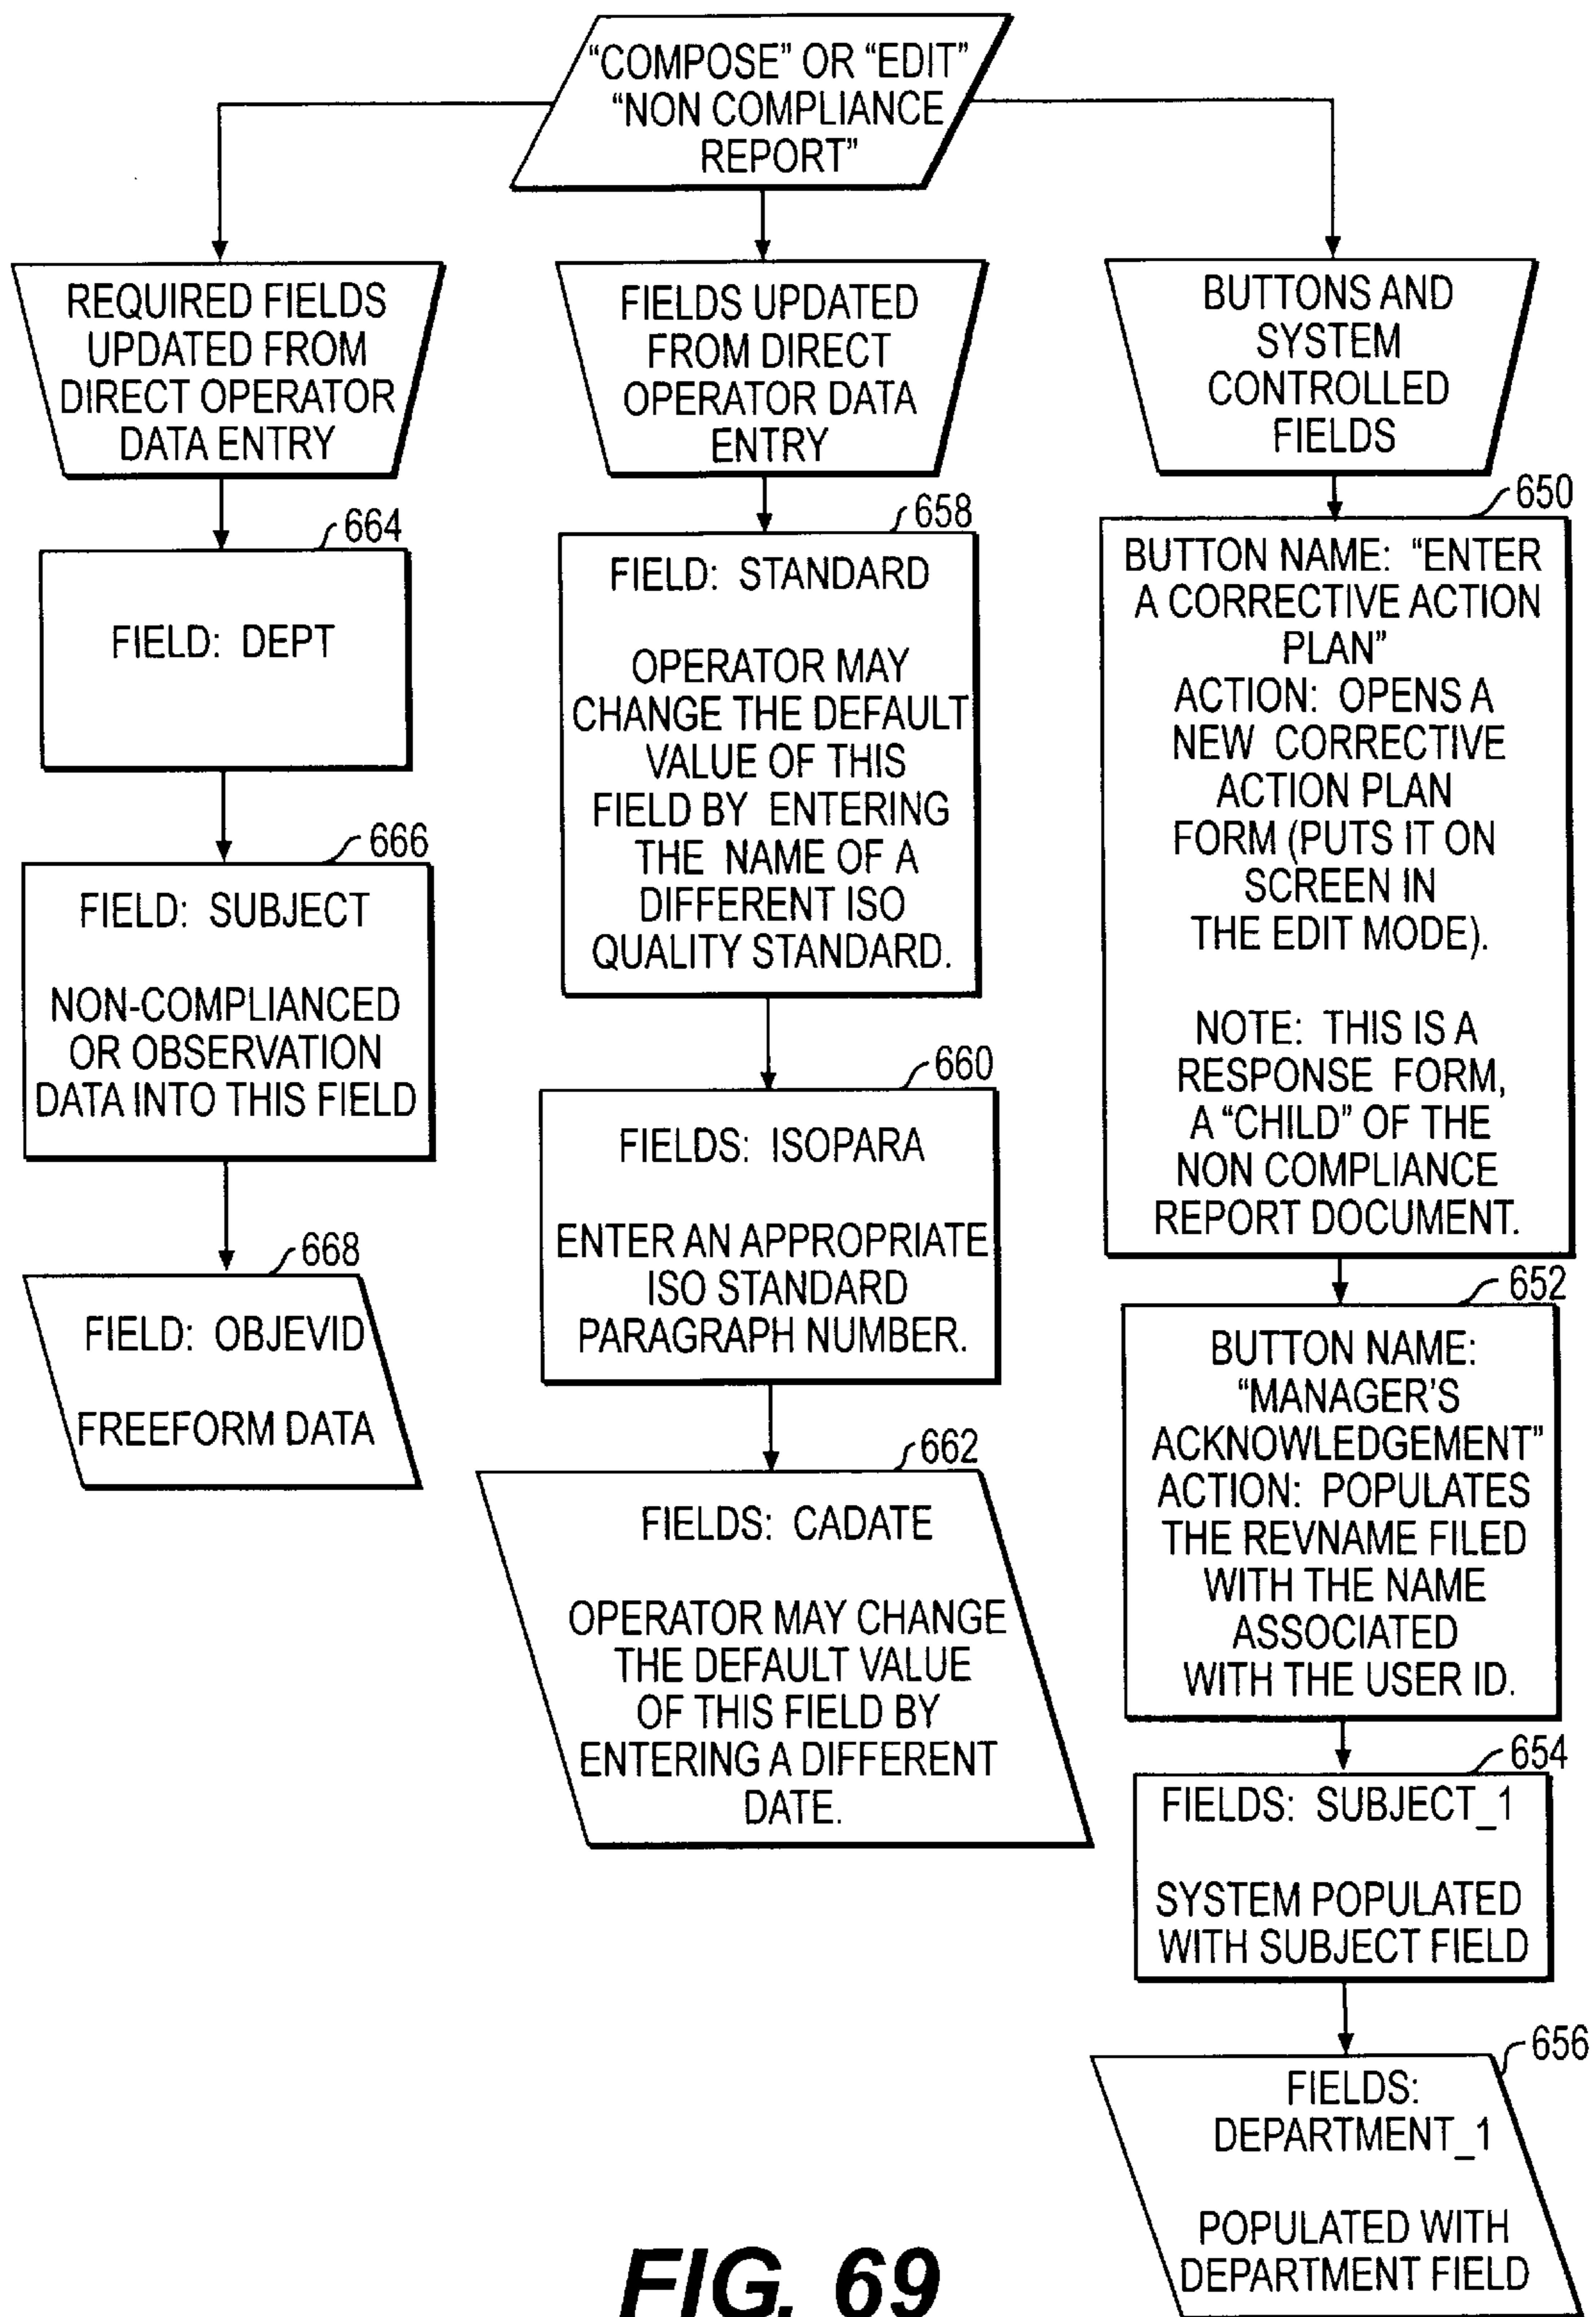 “COMPOSE” OR “EDIT”
“NON COMPLIANCE
REPORT”
REQUIRED FIELDS
UPDATED FROM
DIRECT OPERATOR
DATA ENTRY
664
FIELD: DEPT
666
FIELD: SUBJECT
NON-COMPLIANCED
OR OBSERVATION
DATA INTO THIS FIELD
668
FIELD: OBJEVID
FREEFORM DATA
FIELDS UPDATED
FROM DIRECT
OPERATOR DATA
ENTRY
658
FIELD: STANDARD
OPERATOR MAY
CHANGE THE DEFAULT
VALUE OF THIS
FIELD BY ENTERING
THE NAME OF A
DIFFERENT ISO
QUALITY STANDARD.
660
FIELDS: ISOPARA
ENTER AN APPROPRIATE
ISO STANDARD
PARAGRAPH NUMBER.
662
FIELDS: CADATE
OPERATOR MAY CHANGE
THE DEFAULT VALUE
OF THIS FIELD BY
ENTERING A DIFFERENT
DATE.
BUTTONS AND
SYSTEM
CONTROLLED
FIELDS
650
BUTTON NAME: “ENTER
A CORRECTIVE ACTION
PLAN”
ACTION: OPENS A
NEW CORRECTIVE
ACTION PLAN
FORM (PUTS IT ON
SCREEN IN
THE EDIT MODE).
NOTE: THIS IS A
RESPONSE FORM,
A “CHILD” OF THE
NON COMPLIANCE
REPORT DOCUMENT.
652
BUTTON NAME:
“MANAGER’S
ACKNOWLEDGEMENT”
ACTION: POPULATES
THE REVNAME FILED
WITH THE NAME
ASSOCIATED
WITH THE USER ID.
654
FIELDS: SUBJECT_1
SYSTEM POPULATED
WITH SUBJECT FIELD
656
FIELDS:
DEPARTMENT_1
POPULATED WITH
DEPARTMENT FIELD
FIG. 69